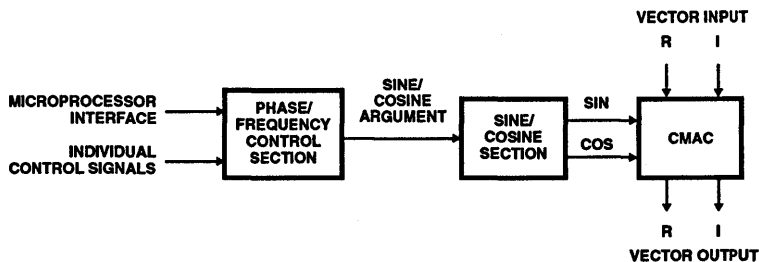 VECTOR INPUT
R I
MICROPROCESSOR
INTERFACE
INDIVIDUAL
CONTROL SIGNALS
PHASE/
FREQUENCY
CONTROL
SECTION
SINE/
COSINE
ARGUMENT
SINE/
COSINE
SECTION
SIN
COS
CMAC
R I
VECTOR OUTPUT